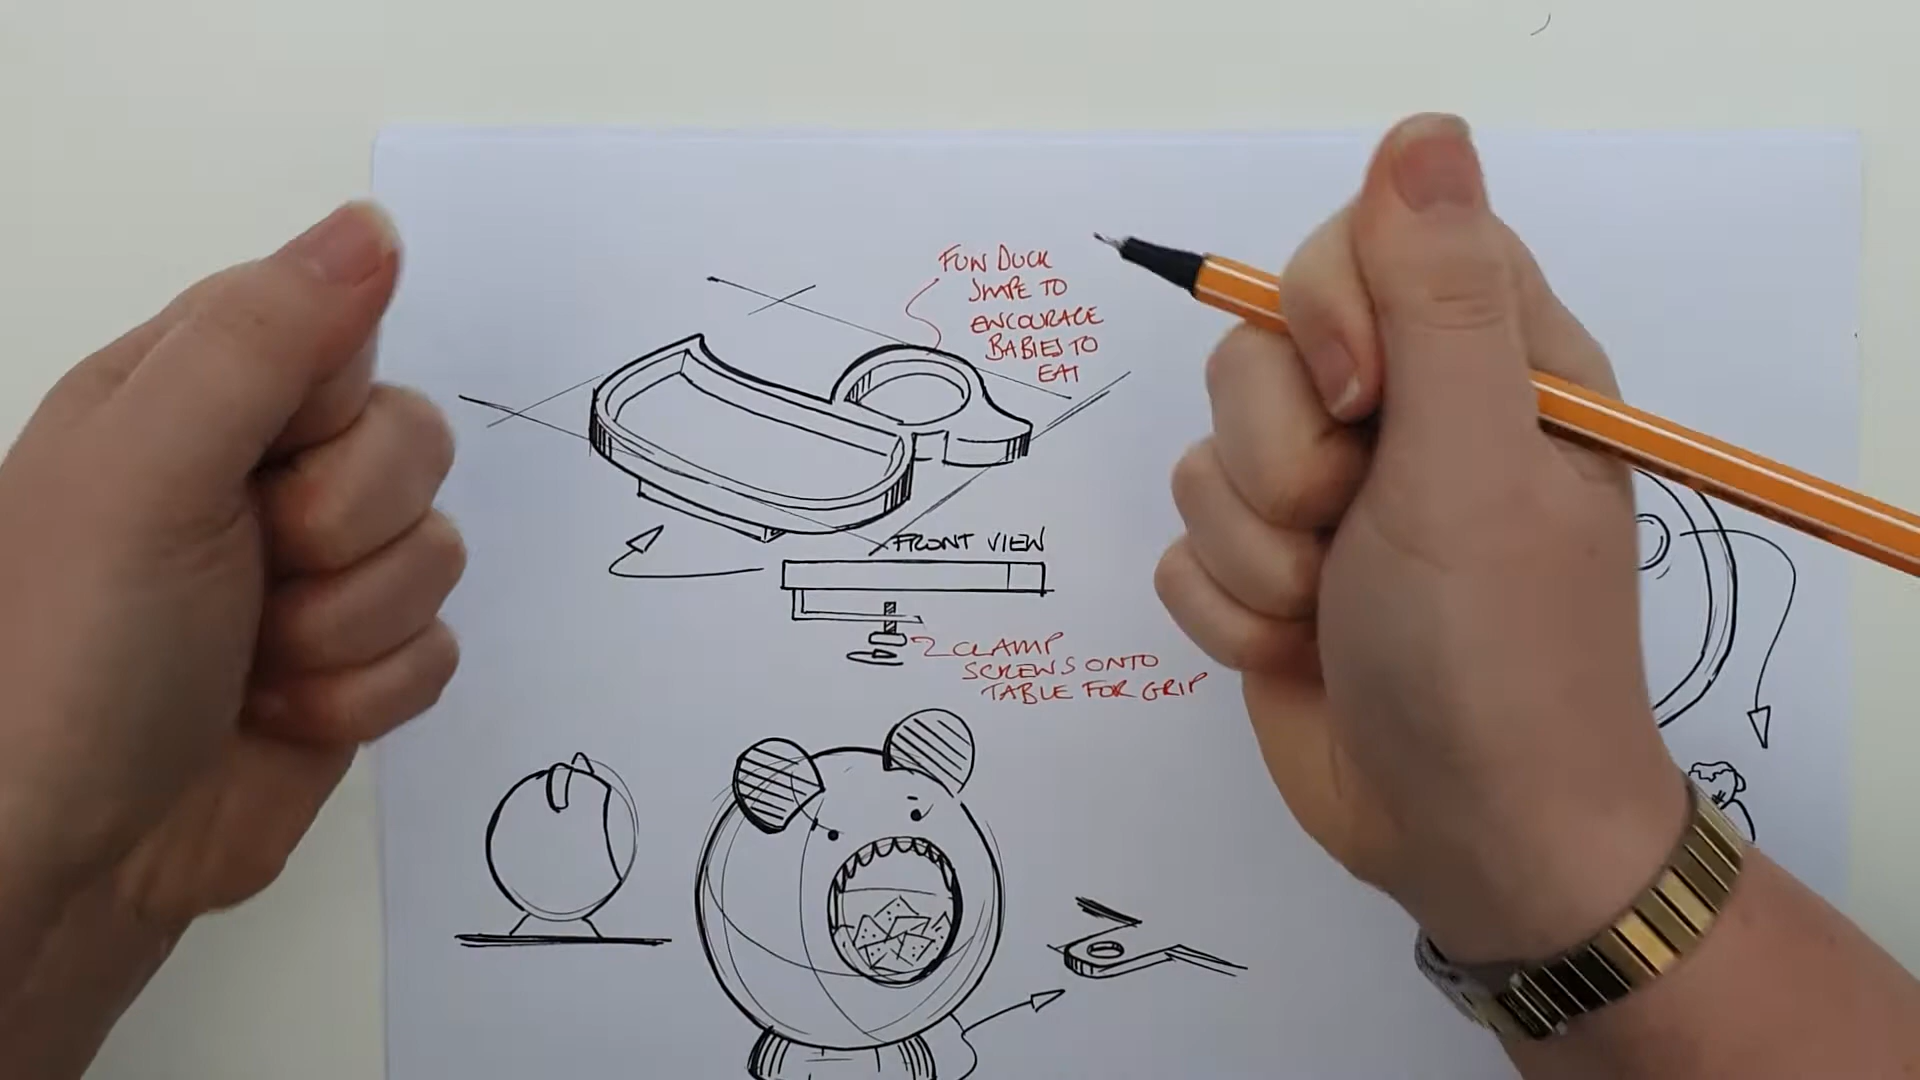 FUN DUCK
SHAPE TO
ENCOURAGE
BABIES TO
EAT
FRONT VIEW
CLAMP
SCREWS ONTO
TABLE FOR GRIP